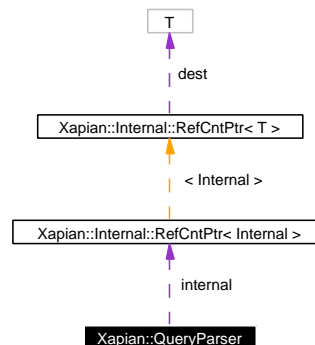 T
dest
Xapian::Internal::RefCntPtr< T >
< Internal >
Xapian::Internal::RefCntPtr< Internal >
internal
Xapian::QueryParser